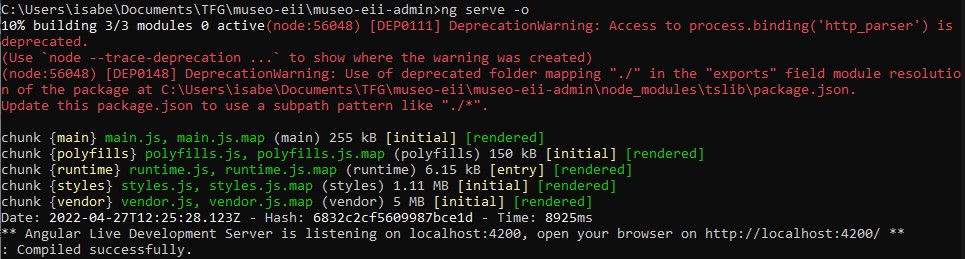 C:\Users\isabe\Documents\TFG\museo-eii\museo-eii-admin>ng serve -o
10% building 3/3 modules 0 active(node:56048) [DEP0111] DeprecationWarning: Access to process.binding('http_parser') is
deprecated.
(Use `node --trace-deprecation ...` to show where the warning was created)
(node:56048) [DEP0148] DeprecationWarning: Use of deprecated folder mapping "./" in the "exports" field module resolutio
n of the package at C:\Users\isabe\Documents\TFG\museo-eii\museo-eii-admin\node_modules\tslib\package.json.
Update this package.json to use a subpath pattern like "./*".
chunk {main} main.js, main.js.map (main) 255 kB [initial] [rendered]
chunk {polyfills} polyfills.js, polyfills.js.map (polyfills) 150 kB [initial] [rendered]
chunk {runtime} runtime.js, runtime.js.map (runtime) 6.15 kB [entry] [rendered]
chunk {styles} styles.js, styles.js.map (styles) 1.11 MB [initial] [rendered]
chunk {vendor} vendor.js, vendor.js.map (vendor) 5 MB [initial] [rendered]
Date: 2022-04-27T12:25:28.123Z - Hash: 6832c2cf5609987bce1d - Time: 8925ms
** Angular Live Development Server is listening on localhost:4200, open your browser on http://localhost:4200/ **
: Compiled successfully.